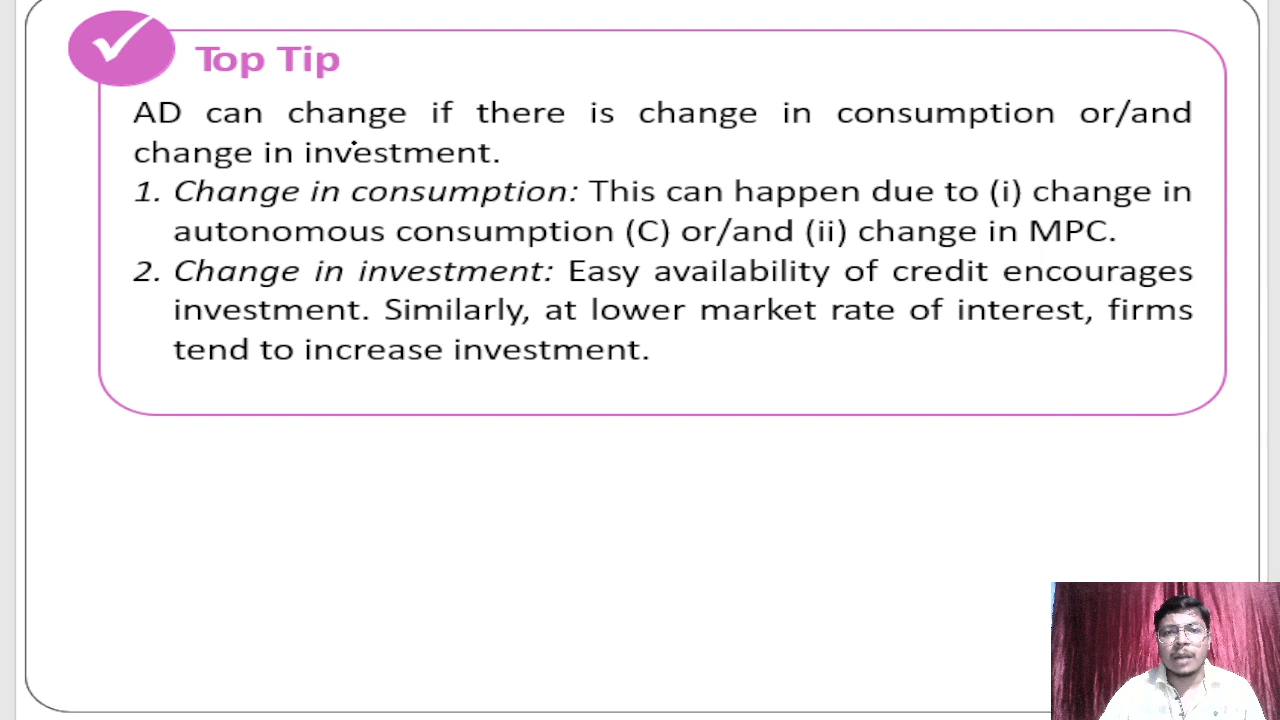 Top Tip
AD can change if there is change in consumption or/and
change in investment.
1. Change in consumption: This can happen due to (i) change in
autonomous consumption (C) or/and (ii) change in MPC.
2. Change in investment: Easy availability of credit encourages
investment. Similarly, at lower market rate of interest, firms
tend to increase investment.